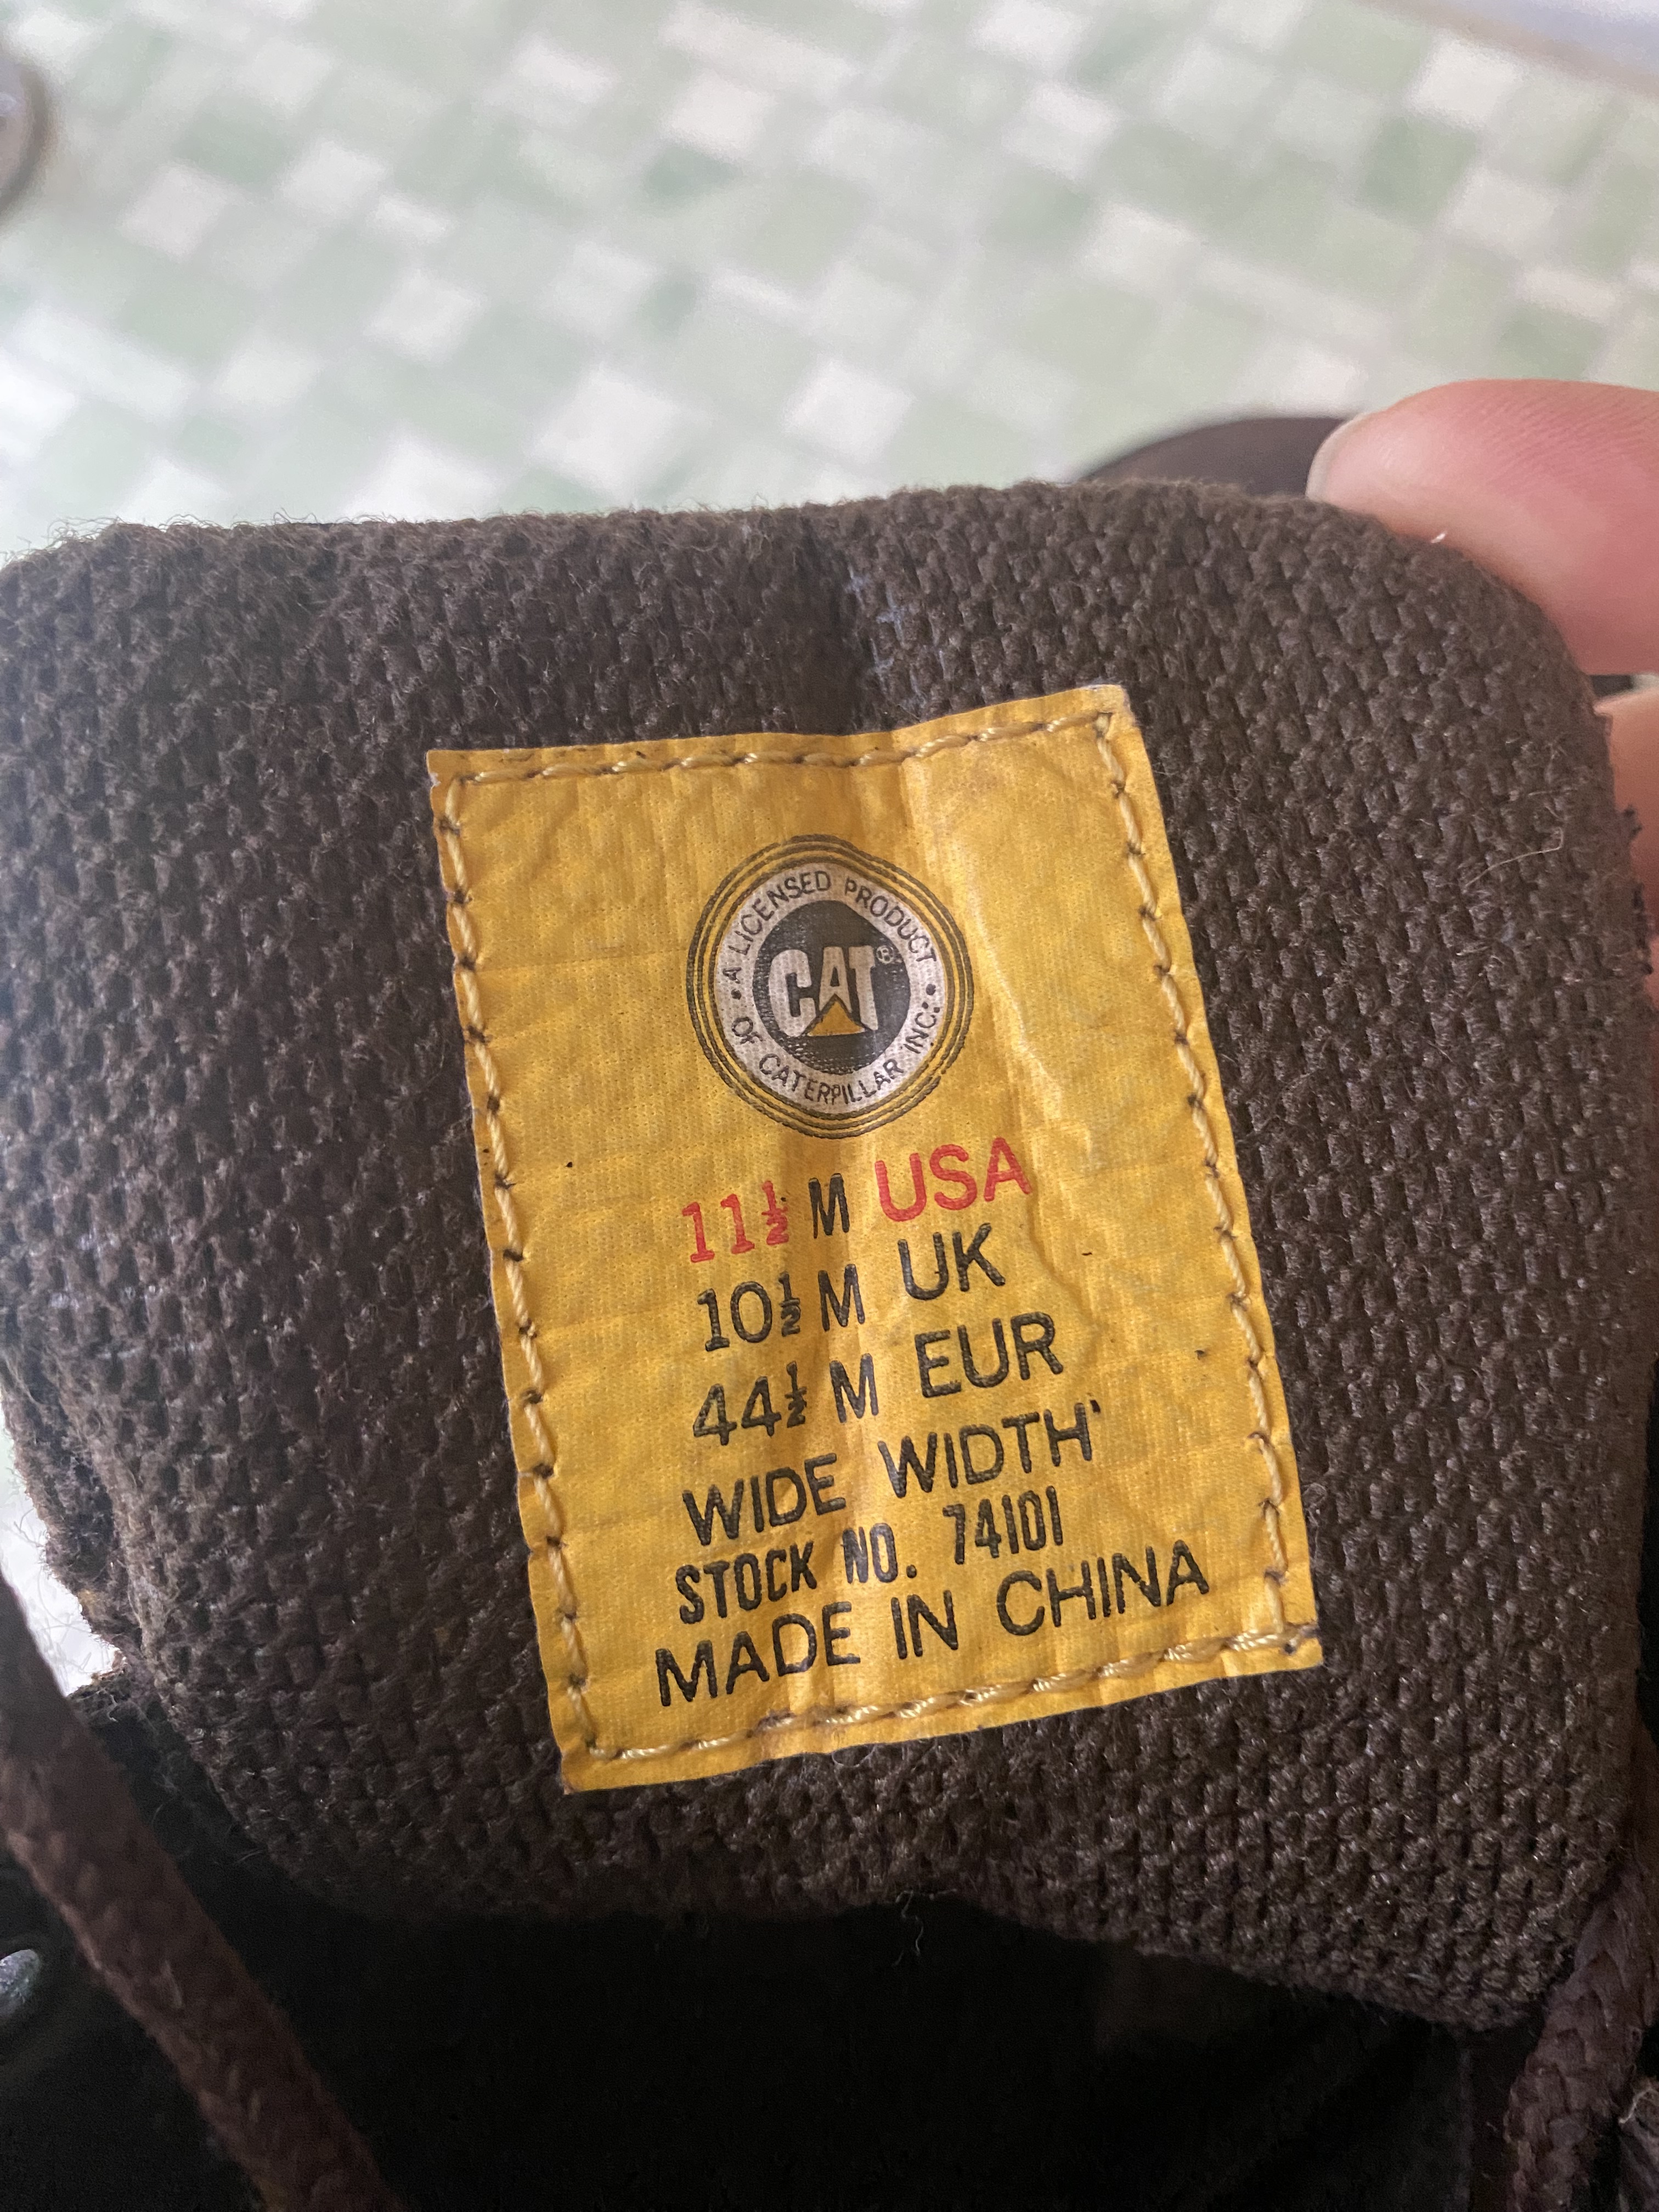 A LICENSED PRODUCT
CAT®
OF CATERPILLAR INC.
11½ M USA
10½ M UK
44½ M EUR
WIDE WIDTH
STOCK NO. 74101
MADE IN CHINA